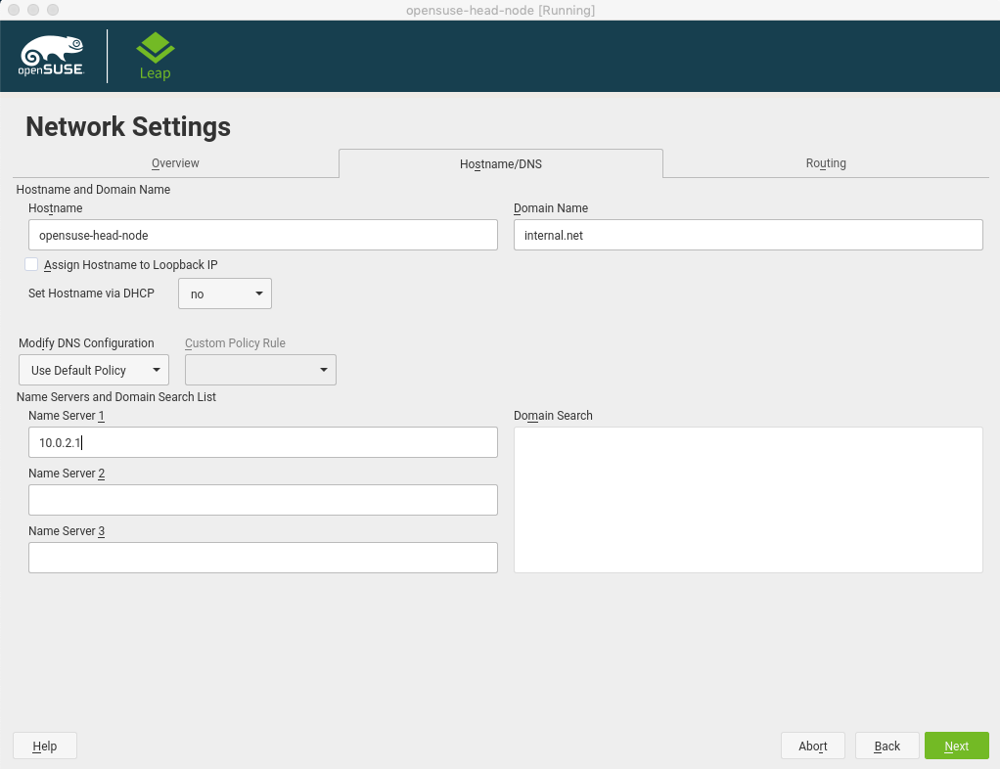 opensuse-head-node [Running]
openSUSE
Leap
Network Settings
Overview
Hostname/DNS
Routing
Hostname and Domain Name
Hostname
Domain Name
opensuse-head-node
internal.net
Assign Hostname to Loopback IP
Set Hostname via DHCP
no
Modify DNS Configuration
Custom Policy Rule
Use Default Policy
Name Servers and Domain Search List
Name Server 1
Domain Search
10.0.2.1
Name Server 2
Name Server 3
Help
Abort
Back
Next